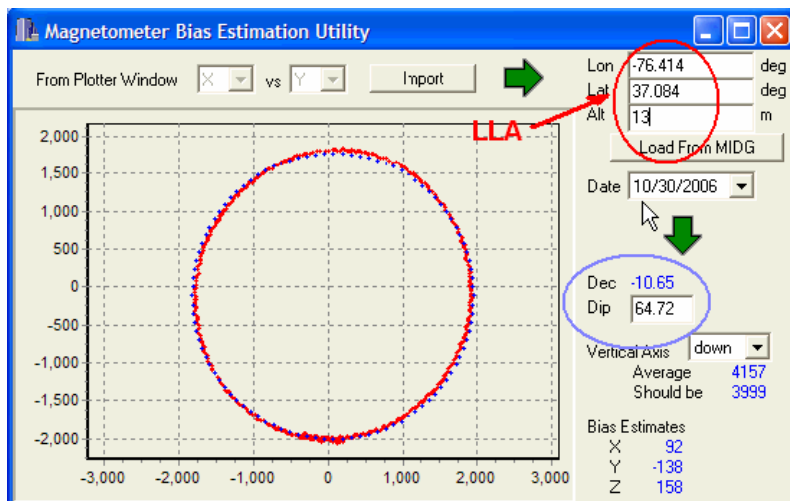 Magnetometer Bias Estimation Utility
From Plotter Window X vs Y Import
Lon -76.414 deg
Lat 37.084 deg
Alt 13 m
LLA
Load From MIDG
Date 10/30/2006
Dec -10.65
Dip 64.72
Vertical Axis down
Average 4157
Should be 3999
Bias Estimates
X 92
Y -138
Z 158
2,000
1,500
1,000
500
0
-500
-1,000
-1,500
-2,000
-3,000 -2,000 -1,000 0 1,000 2,000 3,000